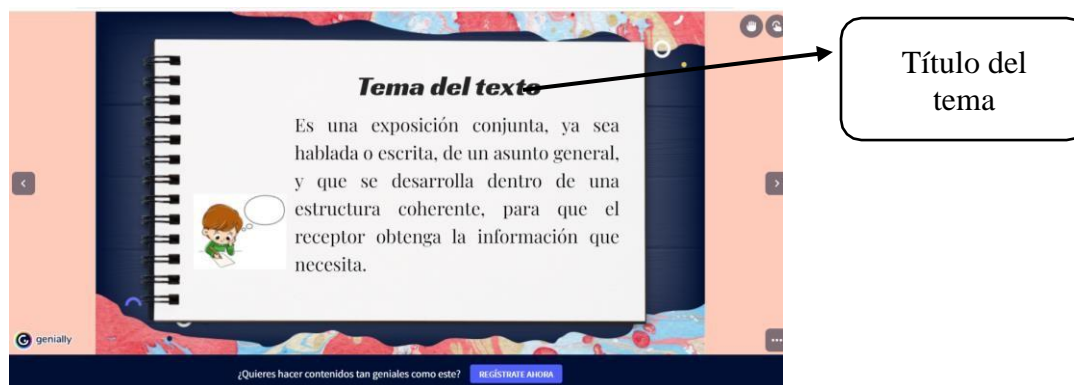 Tema del texto
Es una exposición conjunta, ya sea
hablada o escrita, de un asunto general,
y que se desarrolla dentro de una
estructura coherente, para que el
receptor obtenga la información que
necesita.
Título del
tema
genially
¿Quieres hacer contenidos tan geniales como este? REGÍSTRATE AHORA